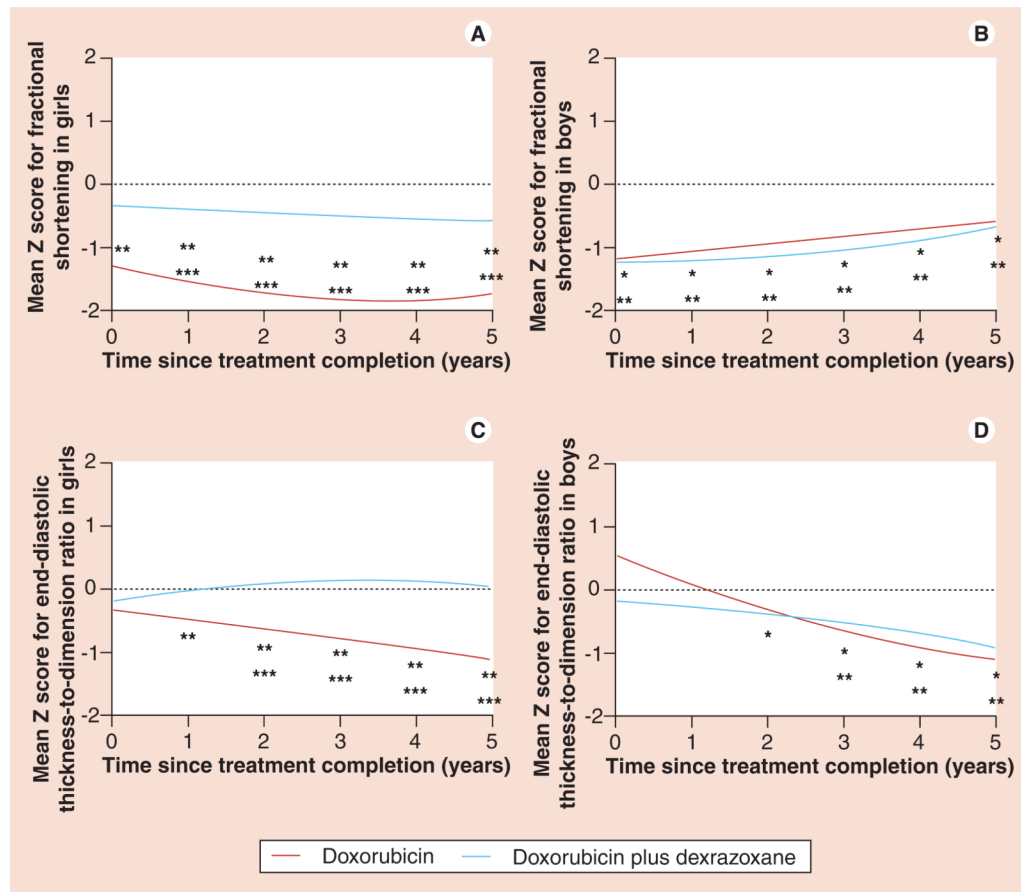 A
Mean Z score for fractional
shortening in girls
2
1
0
-1
-2
** ** ** ** ** **
*** *** *** *** ***
0 1 2 3 4 5
Time since treatment completion (years)
B
Mean Z score for fractional
shortening in boys
2
1
0
-1
-2
* * * * * *
** ** ** ** ** **
0 1 2 3 4 5
Time since treatment completion (years)
C
Mean Z score for end-diastolic
thickness-to-dimension ratio in girls
2
1
0
-1
-2
** ** ** ** **
*** *** *** ***
0 1 2 3 4 5
Time since treatment completion (years)
D
Mean Z score for end-diastolic
thickness-to-dimension ratio in boys
2
1
0
-1
-2
* * * *
** ** **
0 1 2 3 4 5
Time since treatment completion (years)
Doxorubicin
Doxorubicin plus dexrazoxane